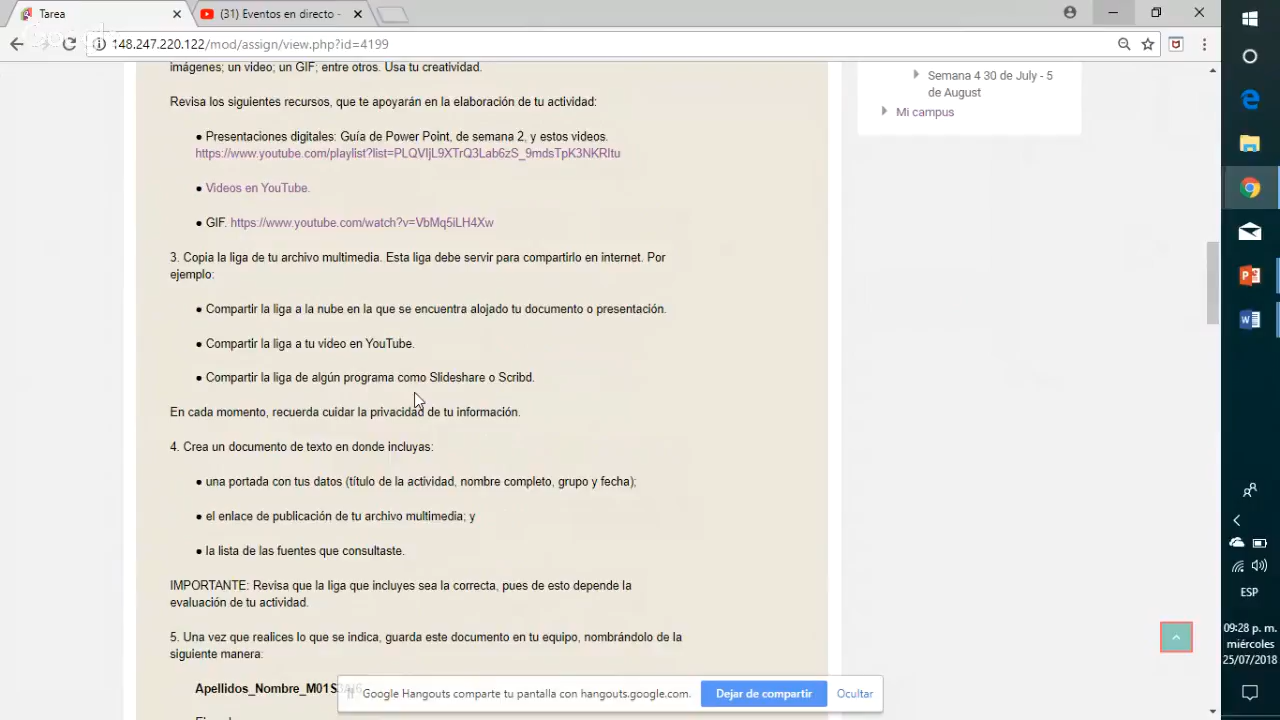 Tarea
(31) Eventos en directo -
148.247.220.122/mod/assign/view.php?id=4199
imágenes; un video; un GIF; entre otros. Usa tu creatividad.
Revisa los siguientes recursos, que te apoyarán en la elaboración de tu actividad:
● Presentaciones digitales: Guía de Power Point, de semana 2, y estos videos.
https://www.youtube.com/playlist?list=PLQVIjL9XTrQ3Lab6zS_9mdsTpK3NKRItu
● Videos en YouTube.
● GIF. https://www.youtube.com/watch?v=VbMq5iLH4Xw
3. Copia la liga de tu archivo multimedia. Esta liga debe servir para compartirlo en internet. Por
ejemplo:
● Compartir la liga a la nube en la que se encuentra alojado tu documento o presentación.
● Compartir la liga a tu video en YouTube.
● Compartir la liga de algún programa como Slideshare o Scribd.
En cada momento, recuerda cuidar la privacidad de tu información.
4. Crea un documento de texto en donde incluyas:
● una portada con tus datos (título de la actividad, nombre completo, grupo y fecha);
● el enlace de publicación de tu archivo multimedia; y
● la lista de las fuentes que consultaste.
IMPORTANTE: Revisa que la liga que incluyes sea la correcta, pues de esto depende la
evaluación de tu actividad.
5. Una vez que realices lo que se indica, guarda este documento en tu equipo, nombrándolo de la
siguiente manera:
Apellidos_Nombre_M01S3AI6
Semana 4 30 de July - 5
de August
Mi campus
Google Hangouts comparte tu pantalla con hangouts.google.com.
Dejar de compartir
Ocultar
ESP
09:28 p. m.
miércoles
25/07/2018